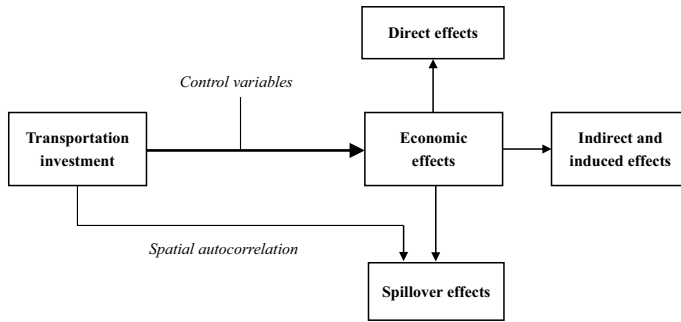 Direct effects
Control variables
Transportation
investment
Economic
effects
Indirect and
induced effects
Spatial autocorrelation
Spillover effects